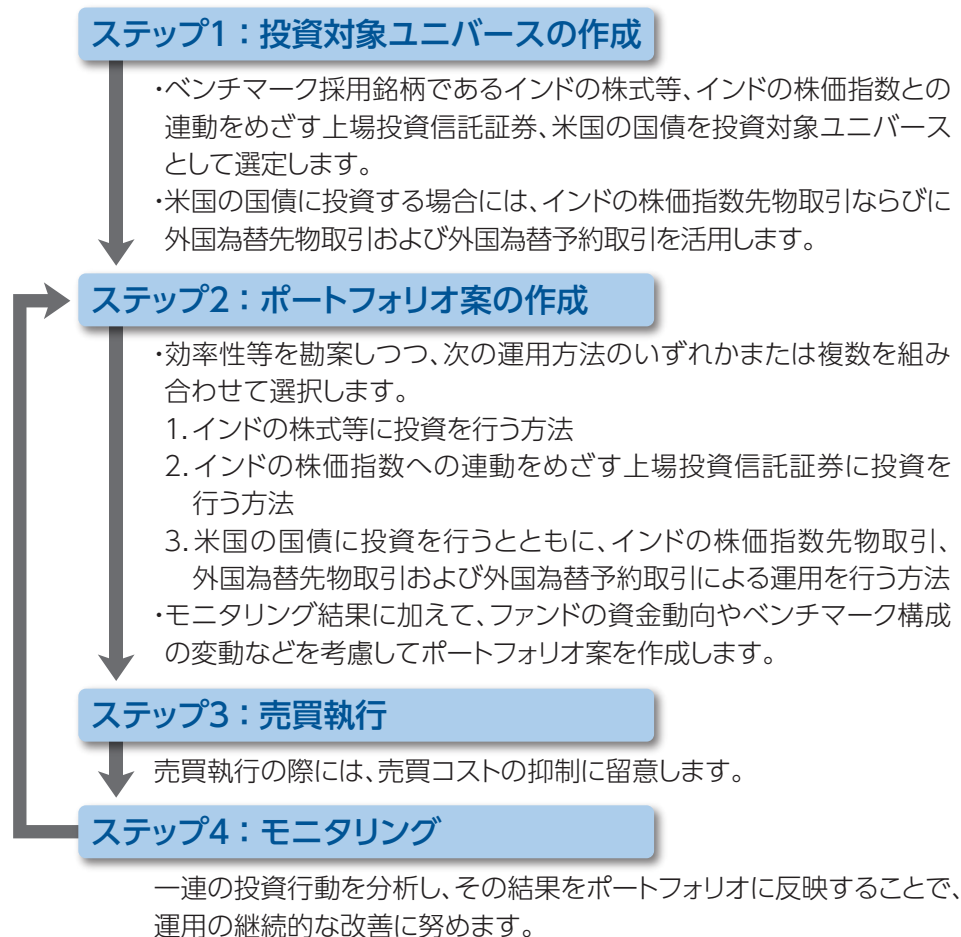 ステップ1：投資対象ユニバースの作成
・ベンチマーク採用銘柄であるインドの株式等、インドの株価指数との
連動をめざす上場投資信託証券、米国の国債を投資対象ユニバース
として選定します。
・米国の国債に投資する場合には、インドの株価指数先物取引ならびに
外国為替先物取引および外国為替予約取引を活用します。
ステップ2：ポートフォリオ案の作成
・効率性等を勘案しつつ、次の運用方法のいずれかまたは複数を組み
合わせて選択します。
1.インドの株式等に投資を行う方法
2.インドの株価指数への連動をめざす上場投資信託証券に投資を
行う方法
3.米国の国債に投資を行うとともに、インドの株価指数先物取引、
外国為替先物取引および外国為替予約取引による運用を行う方法
・モニタリング結果に加えて、ファンドの資金動向やベンチマーク構成
の変動などを考慮してポートフォリオ案を作成します。
ステップ3：売買執行
売買執行の際には、売買コストの抑制に留意します。
ステップ4：モニタリング
一連の投資行動を分析し、その結果をポートフォリオに反映することで、
運用の継続的な改善に努めます。